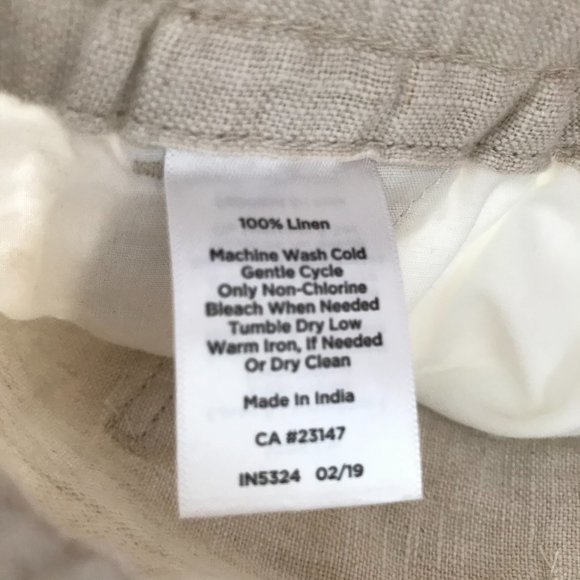 100% Linen
Machine Wash Cold
Gentle Cycle
Only Non-Chlorine
Bleach When Needed
Tumble Dry Low
Warm Iron, If Needed
Or Dry Clean
Made In India
CA #23147
IN5324 02/19